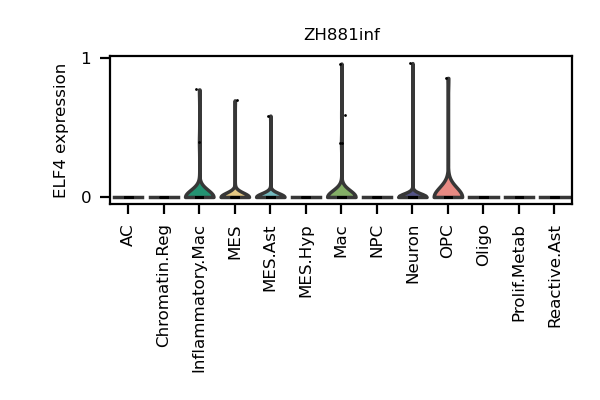 ZH881inf
ELF4 expression
1
0
AC
Chromatin.Reg
Inflammatory.Mac
MES
MES.Ast
MES.Hyp
Mac
NPC
Neuron
OPC
Oligo
Prolif.Metab
Reactive.Ast